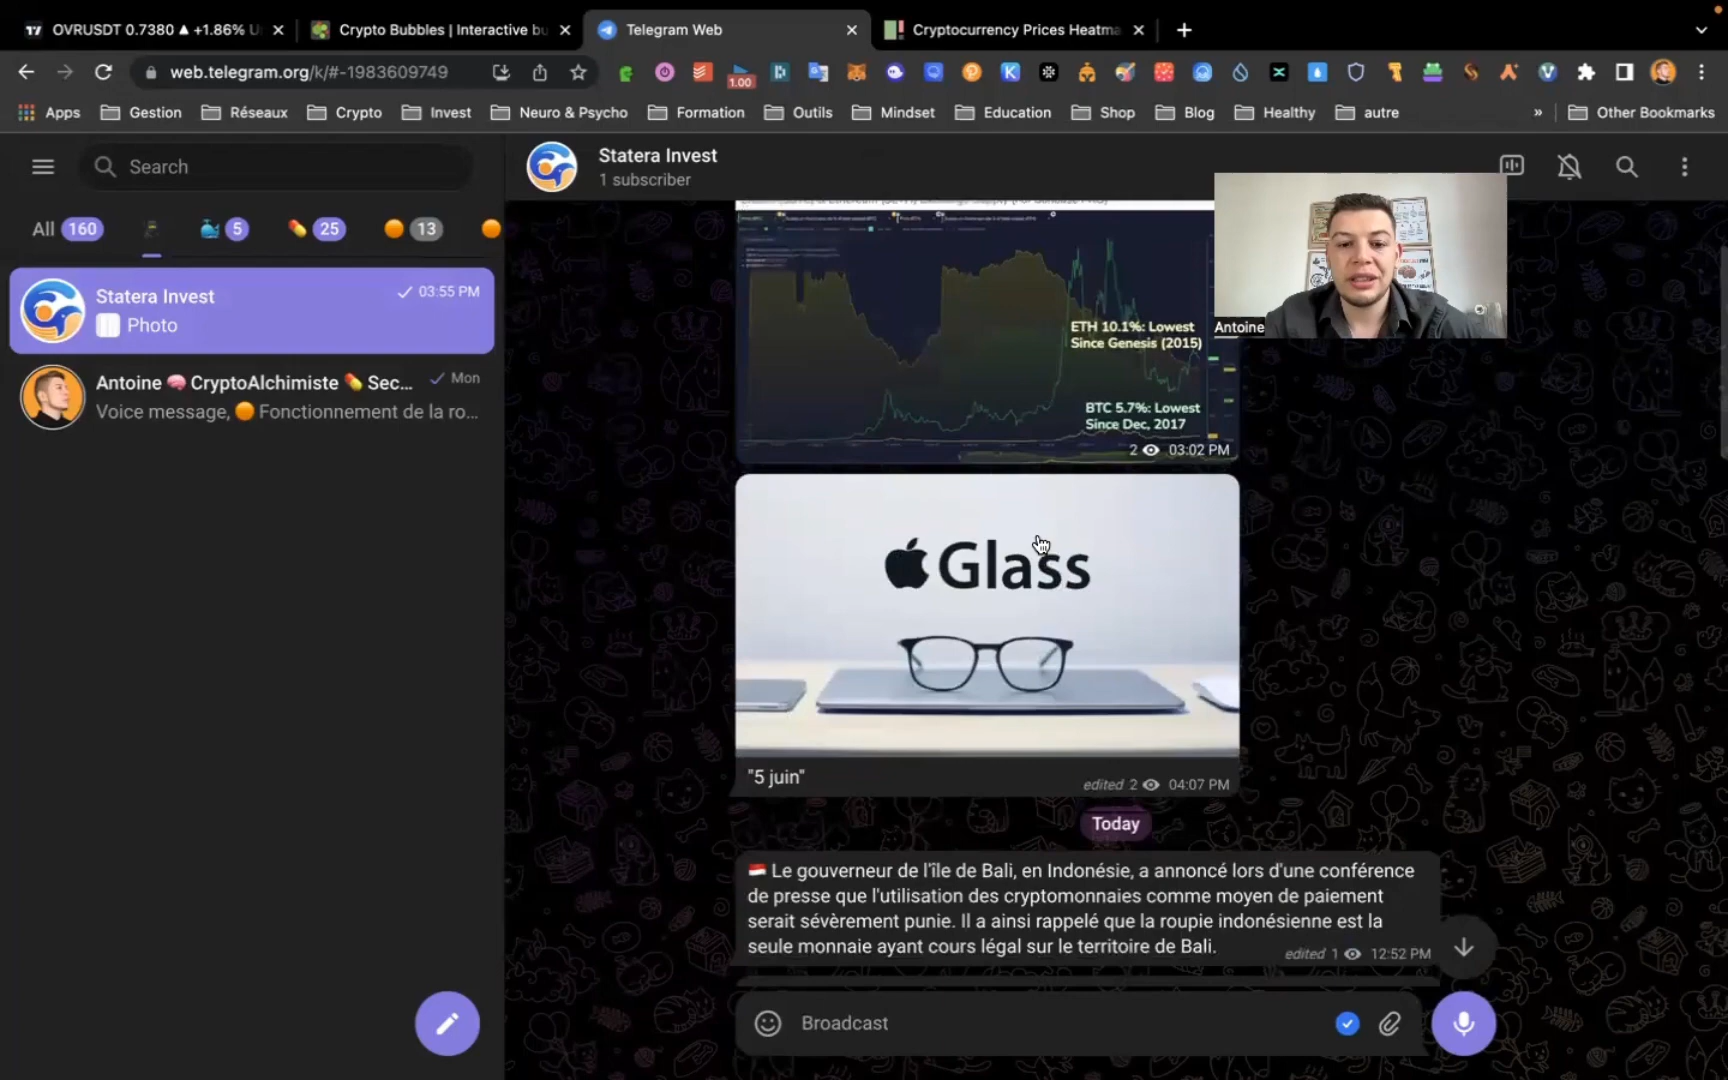 OVRUSDT 0.7380 ▲ +1.86%
Crypto Bubbles | Interactive bu
Telegram Web
Cryptocurrency Prices Heatma
web.telegram.org/k/#-1983609749
1.00
Apps
Gestion
Réseaux
Crypto
Invest
Neuro & Psycho
Formation
Outils
Mindset
Education
Shop
Blog
Healthy
autre
»
Other Bookmarks
Search
Statera Invest
1 subscriber
All 160
5
25
13
Statera Invest
03:55 PM
Photo
Antoine 🧠 CryptoAlchimiste 💊 Sec...
Mon
Voice message, 🟠 Fonctionnement de la ro...
ETH 10.1%: Lowest
Since Genesis (2015)
BTC 5.7%: Lowest
Since Dec, 2017
2 03:02 PM
Antoine
Glass
"5 juin"
edited 2 04:07 PM
Today
🇮🇩 Le gouverneur de l'île de Bali, en Indonésie, a annoncé lors d'une conférence
de presse que l'utilisation des cryptomonnaies comme moyen de paiement
serait sévèrement punie. Il a ainsi rappelé que la roupie indonésienne est la
seule monnaie ayant cours légal sur le territoire de Bali.
edited 1 12:52 PM
Broadcast